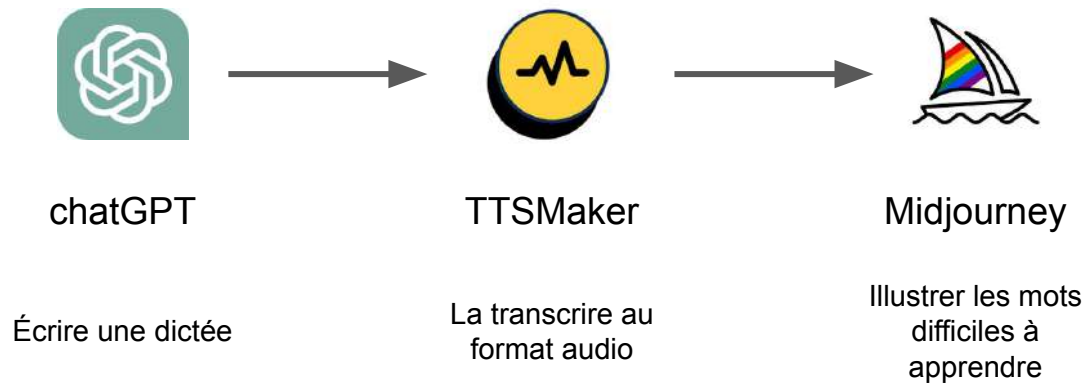 chatGPT
TTSMaker
Midjourney
Écrire une dictée
La transcrire au
format audio
Illustrer les mots
difficiles à
apprendre